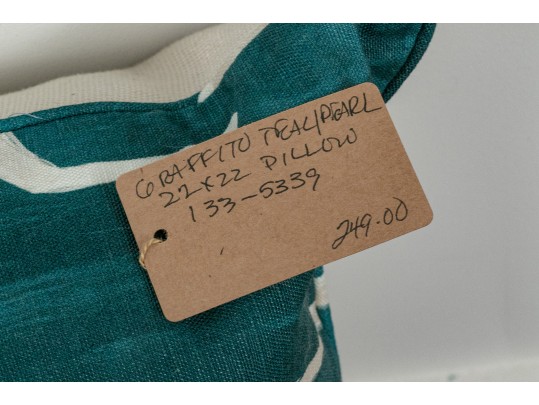 GRAFFITO TEAL/PEARL
22x22 PILLOW
133-5339
249.00